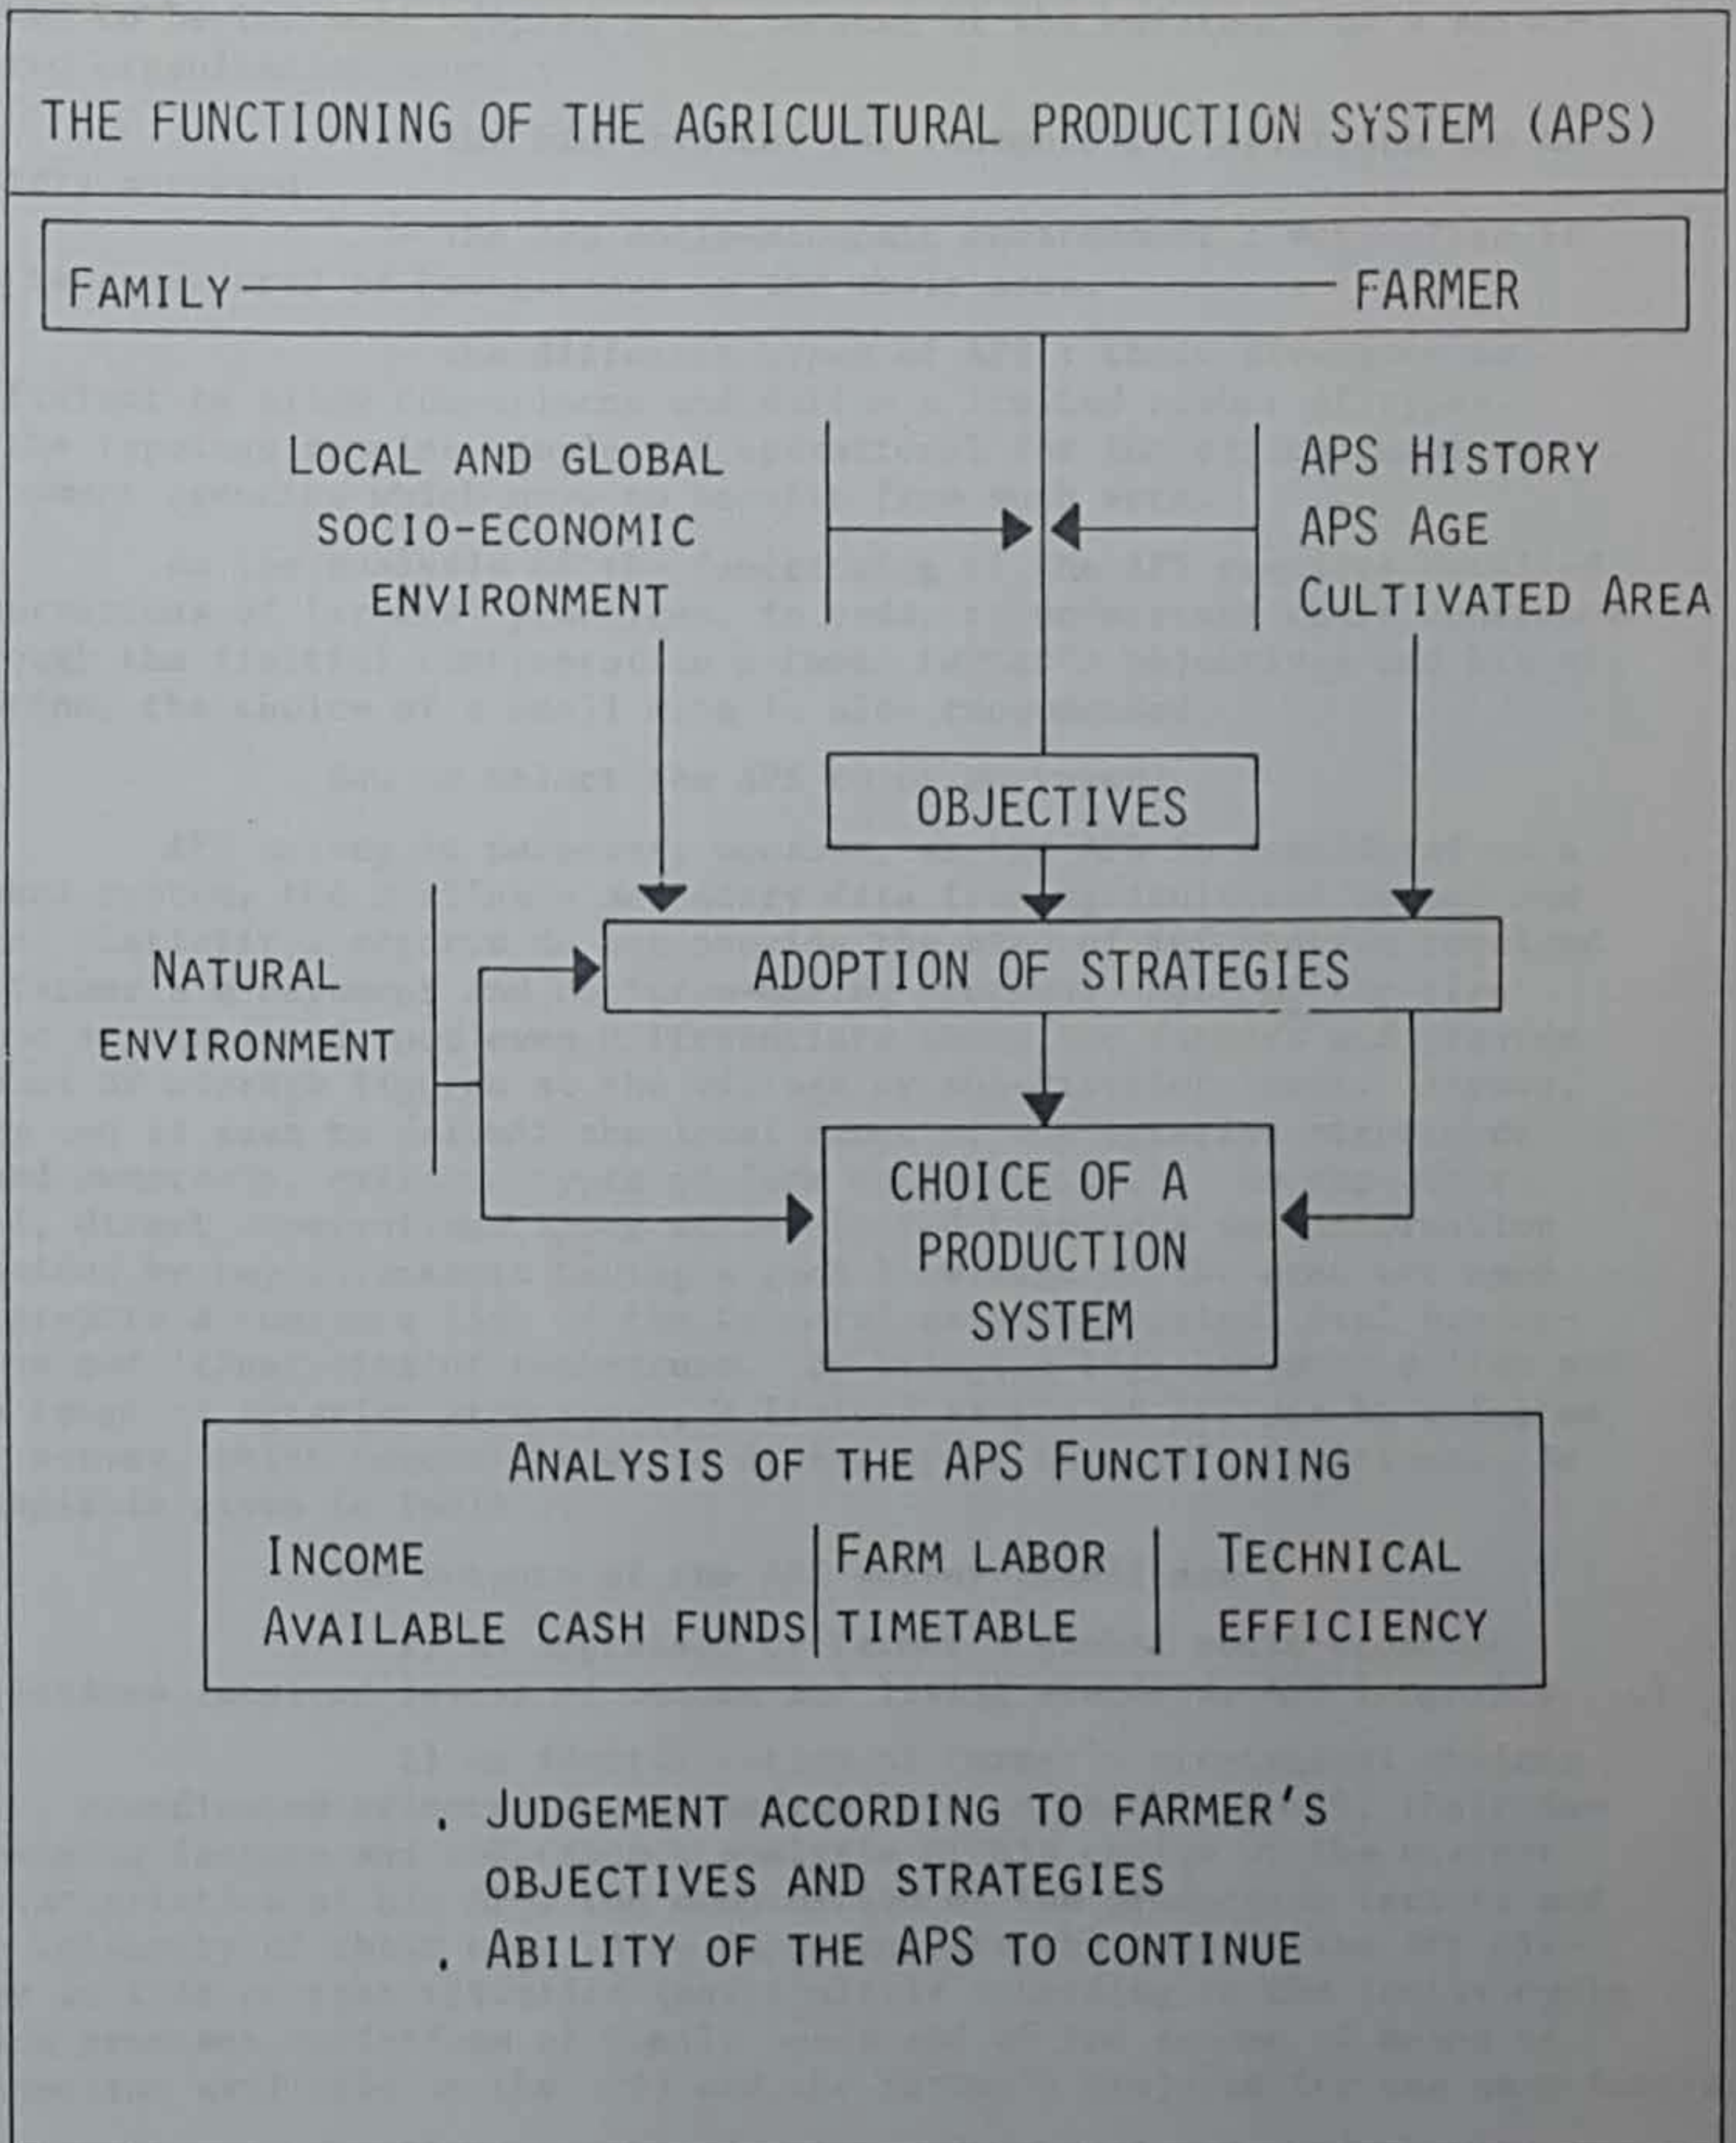 THE FUNCTIONING OF THE AGRICULTURAL PRODUCTION SYSTEM (APS)
FAMILY FARMER
LOCAL AND GLOBAL
SOCIO-ECONOMIC
ENVIRONMENT
APS HISTORY
APS AGE
CULTIVATED AREA
OBJECTIVES
NATURAL
ENVIRONMENT
ADOPTION OF STRATEGIES
CHOICE OF A
PRODUCTION
SYSTEM
ANALYSIS OF THE APS FUNCTIONING
INCOME
AVAILABLE CASH FUNDS
FARM LABOR
TIMETABLE
TECHNICAL
EFFICIENCY
. JUDGEMENT ACCORDING TO FARMER'S
OBJECTIVES AND STRATEGIES
. ABILITY OF THE APS TO CONTINUE